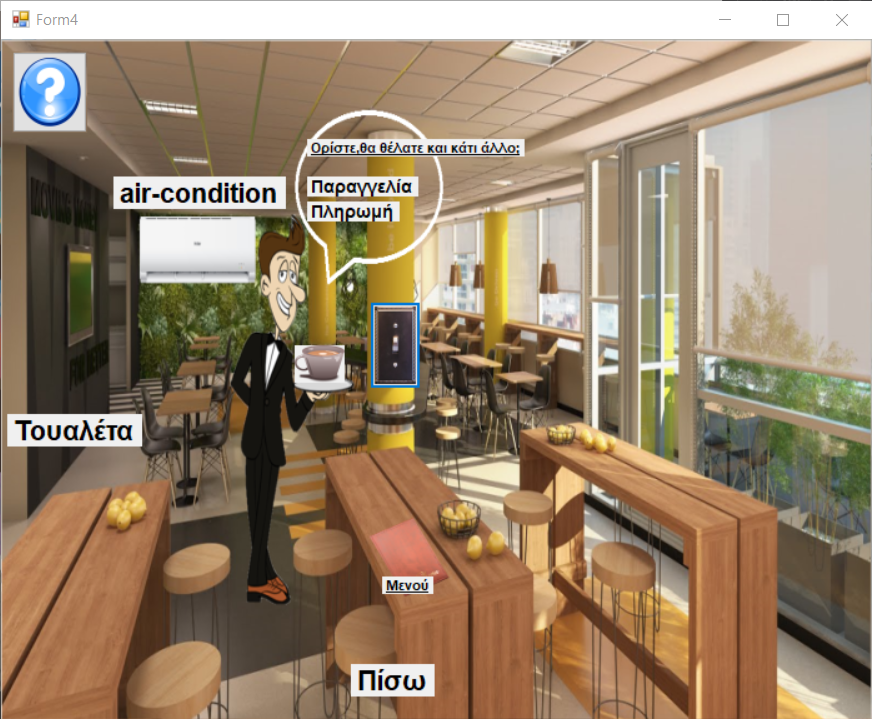 Form4
Ορίστε,θα θέλατε και κάτι άλλο;
air-condition
Παραγγελία
Πληρωμή
Τουαλέτα
Μενού
Πίσω